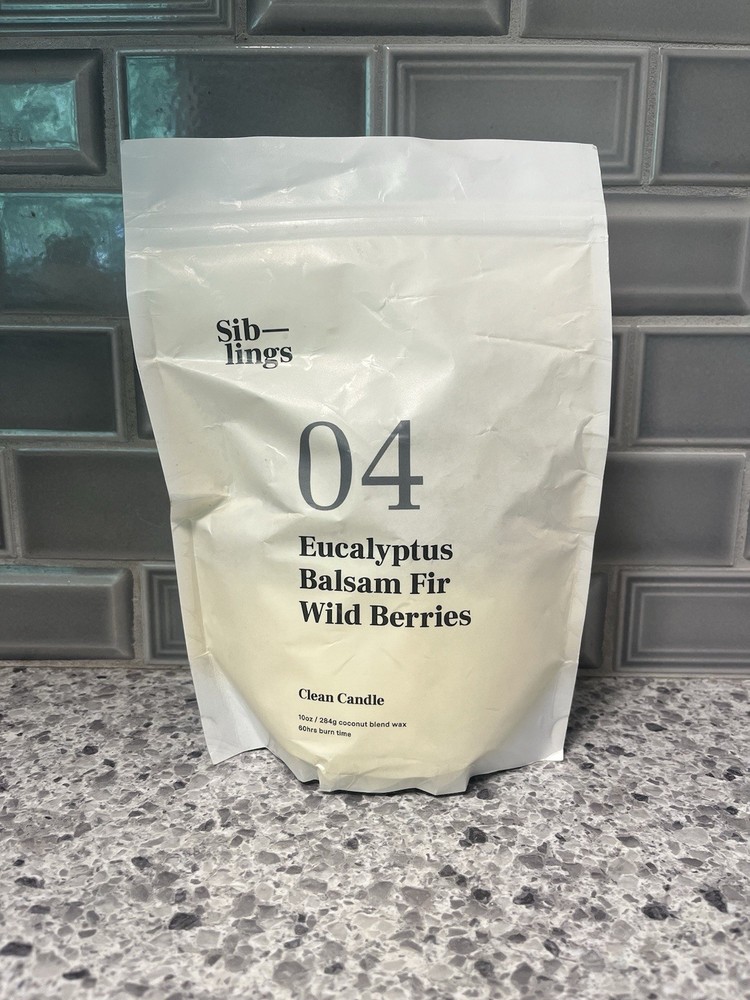 Sib—
lings
04
Eucalyptus
Balsam Fir
Wild Berries
Clean Candle
10oz / 284g coconut blend wax
60hrs burn time